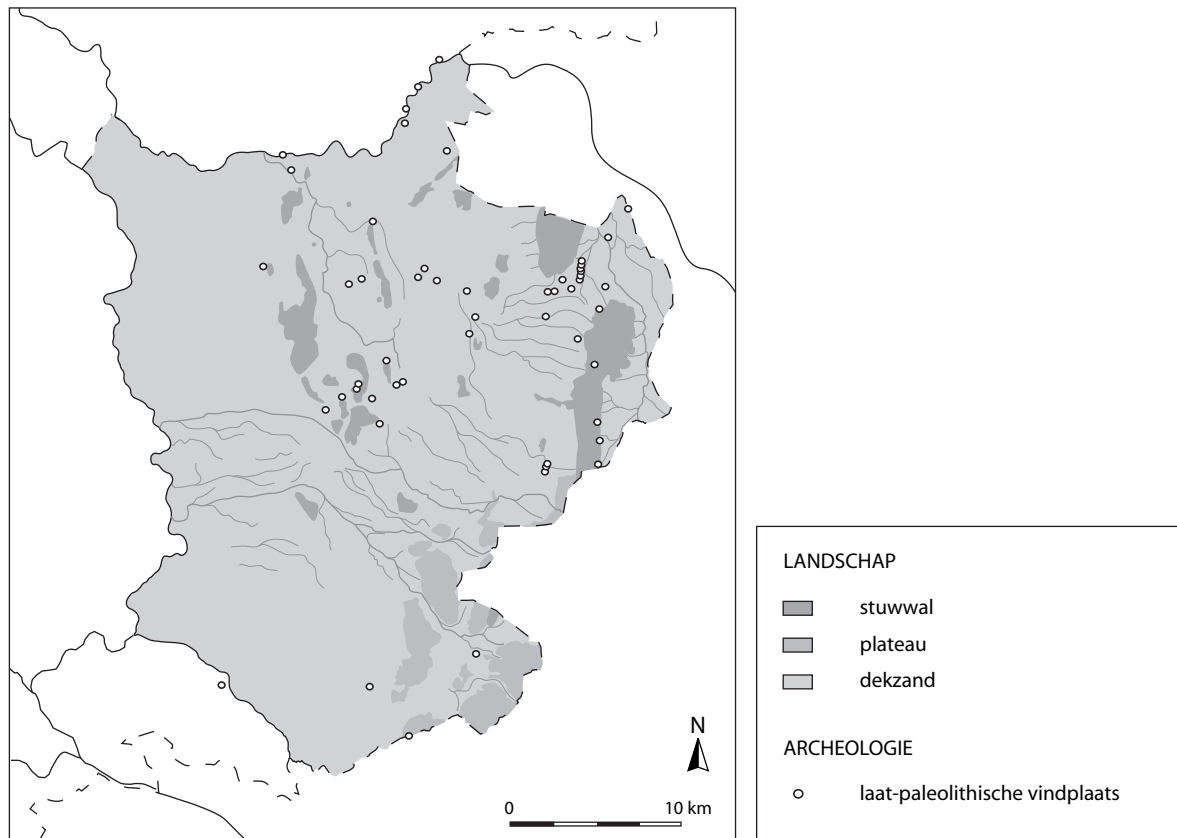 N
0 10 km
LANDSCHAP
stuwwal
plateau
dekzand
ARCHEOLOGIE
laat-paleolithische vindplaats